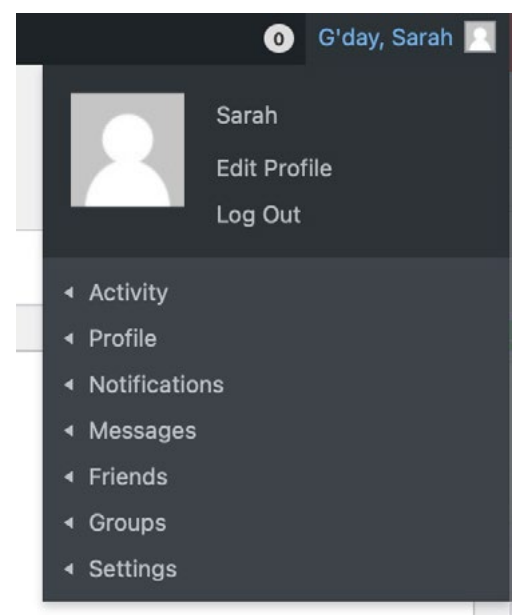 0 G'day, Sarah
Sarah
Edit Profile
Log Out
Activity
Profile
Notifications
Messages
Friends
Groups
Settings